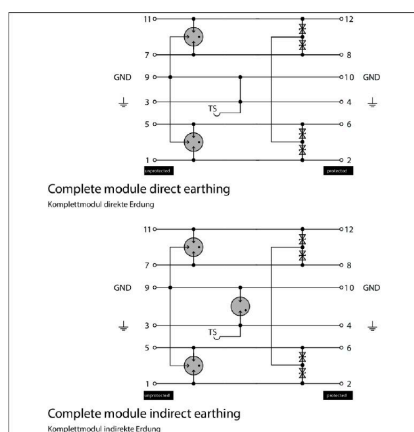 11 12
7 8
GND 9 10 GND
3 4
TS
5 6
1 2
unprotected protected
Complete module direct earthing
Komplettmodul direkte Erdung
11 12
7 8
GND 9 10 GND
3 4
TS
5 6
1 2
unprotected protected
Complete module indirect earthing
Komplettmodul indirekte Erdung